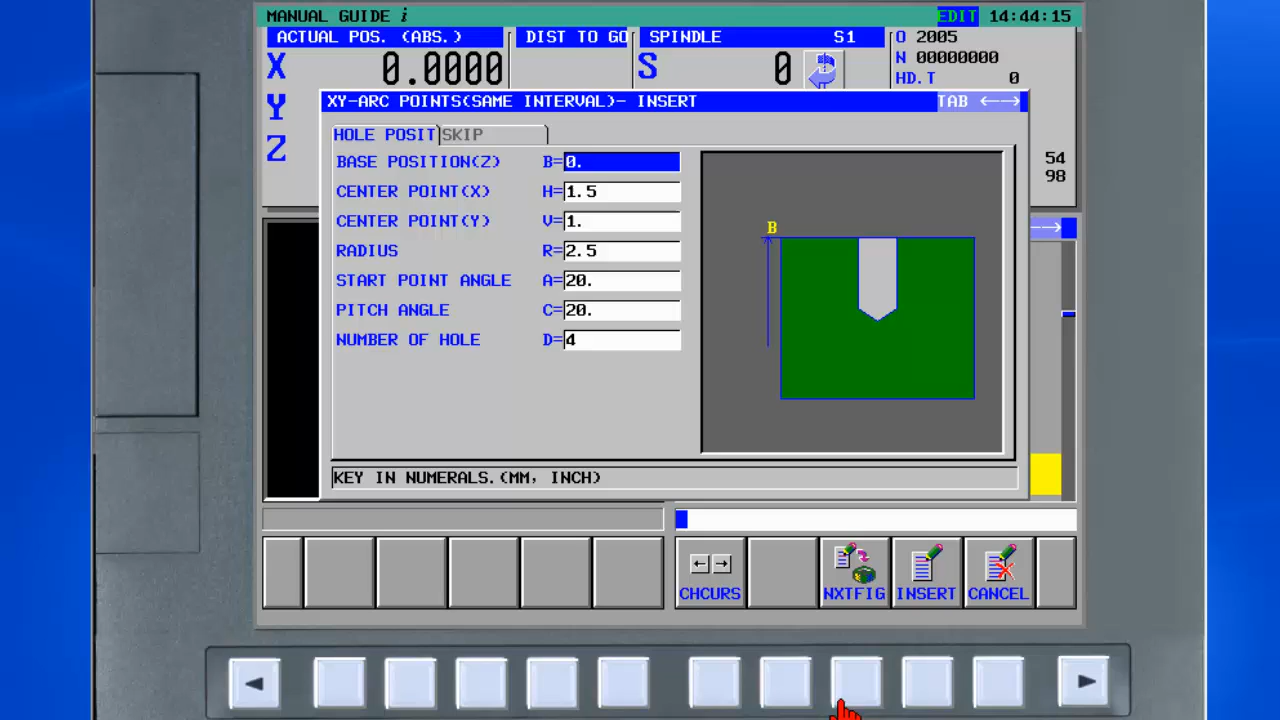 MANUAL GUIDE i EDIT 14:44:15
ACTUAL POS. (ABS.) DIST TO GO SPINDLE S1 O 2005
N 00000000
X 0.0000 S 0 HD.T 0
Y
Z
XY-ARC POINTS(SAME INTERVAL)- INSERT TAB ←→
HOLE POSIT SKIP
BASE POSITION(Z) B=0.
CENTER POINT(X) H=1.5
CENTER POINT(Y) V=1.
RADIUS R=2.5
START POINT ANGLE A=20.
PITCH ANGLE C=20.
NUMBER OF HOLE D=4
B
54
98
KEY IN NUMERALS.(MM, INCH)
CHCURS NXTFIG INSERT CANCEL